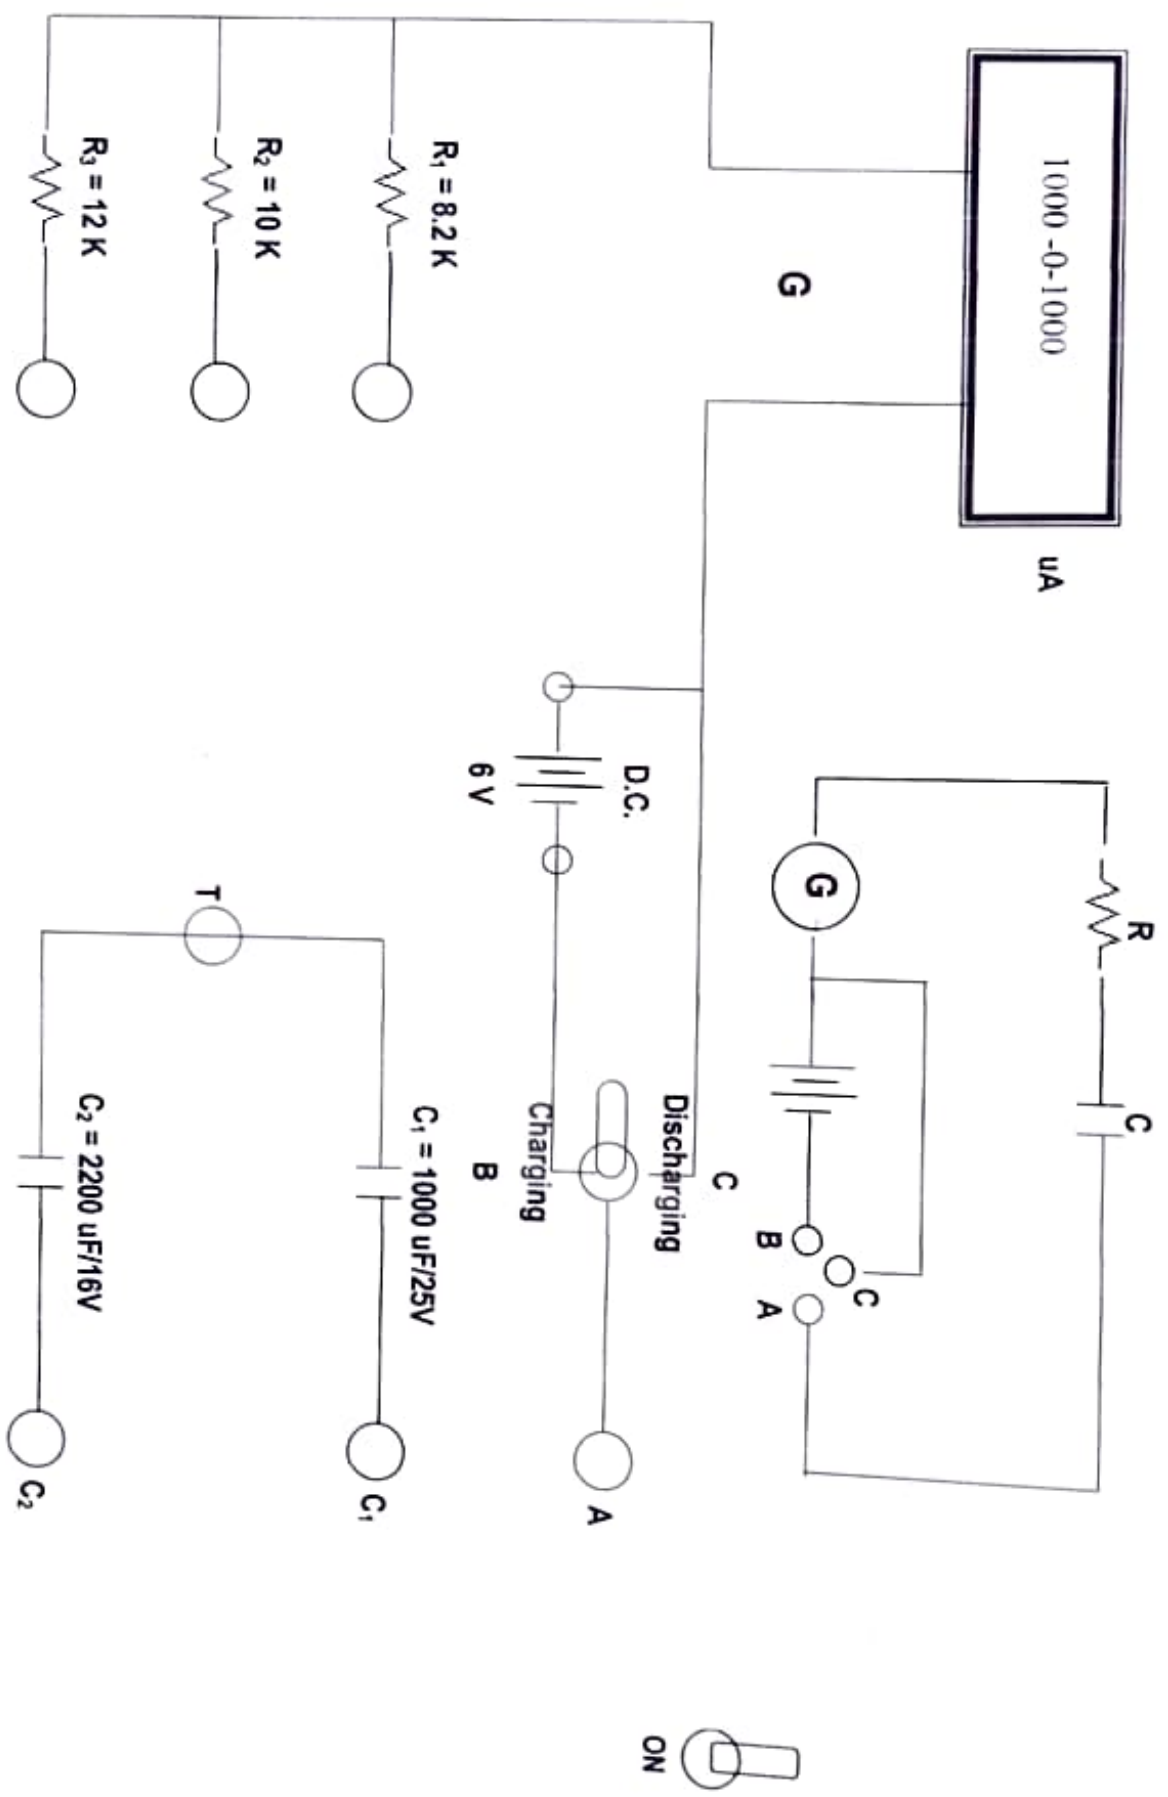 R
C
1000 -0-1000
uA
C
G
G
B
A
C
Discharging
ON
D.C.
A
Charging
6 V
B
R₁ = 8.2 K
C₁ = 1000 uF/25V
C₁
R₂ = 10 K
T
R₃ = 12 K
C₂ = 2200 uF/16V
C₂